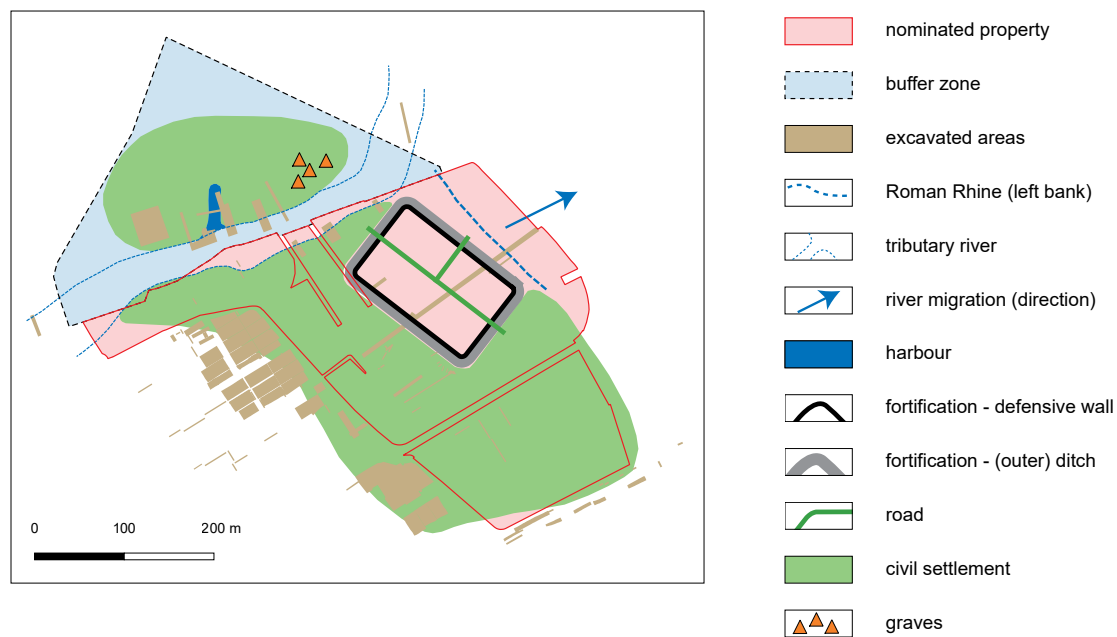 nominated property
buffer zone
excavated areas
Roman Rhine (left bank)
tributary river
river migration (direction)
harbour
fortification - defensive wall
fortification - (outer) ditch
road
civil settlement
graves
0 100 200 m